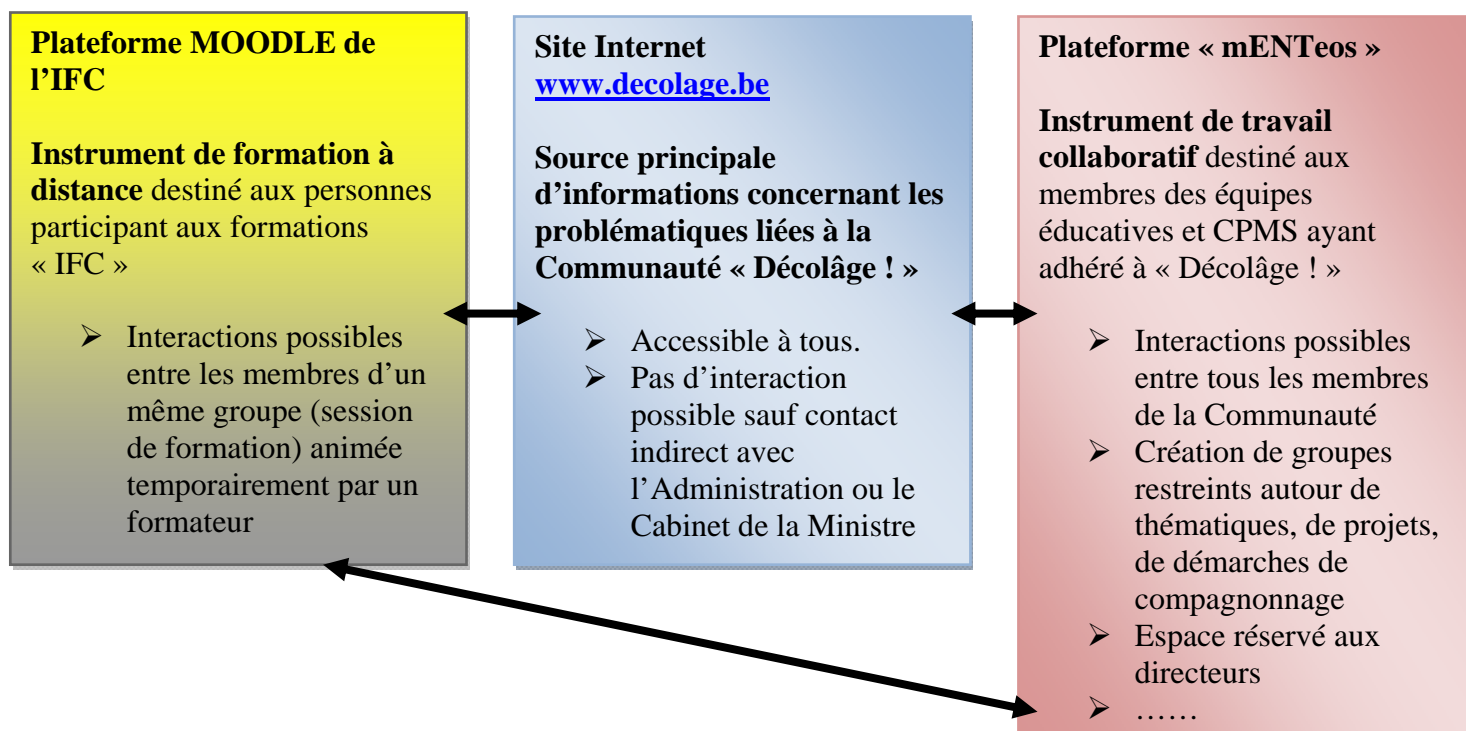 Plateforme MOODLE de
l’IFC
Instrument de formation à
distance destiné aux personnes
participant aux formations
« IFC »
➢ Interactions possibles
entre les membres d’un
même groupe (session
de formation) animée
temporairement par un
formateur
Site Internet
www.decolage.be
Source principale
d’informations concernant les
problématiques liées à la
Communauté « Décolâge ! »
➢ Accessible à tous.
➢ Pas d’interaction
possible sauf contact
indirect avec
l’Administration ou le
Cabinet de la Ministre
Plateforme « mENTeos »
Instrument de travail
collaboratif destiné aux
membres des équipes
éducatives et CPMS ayant
adhéré à « Décolâge ! »
➢ Interactions possibles
entre tous les membres
de la Communauté
➢ Création de groupes
restreints autour de
thématiques, de projets,
de démarches de
compagnonnage
➢ Espace réservé aux
directeurs
➢ ……